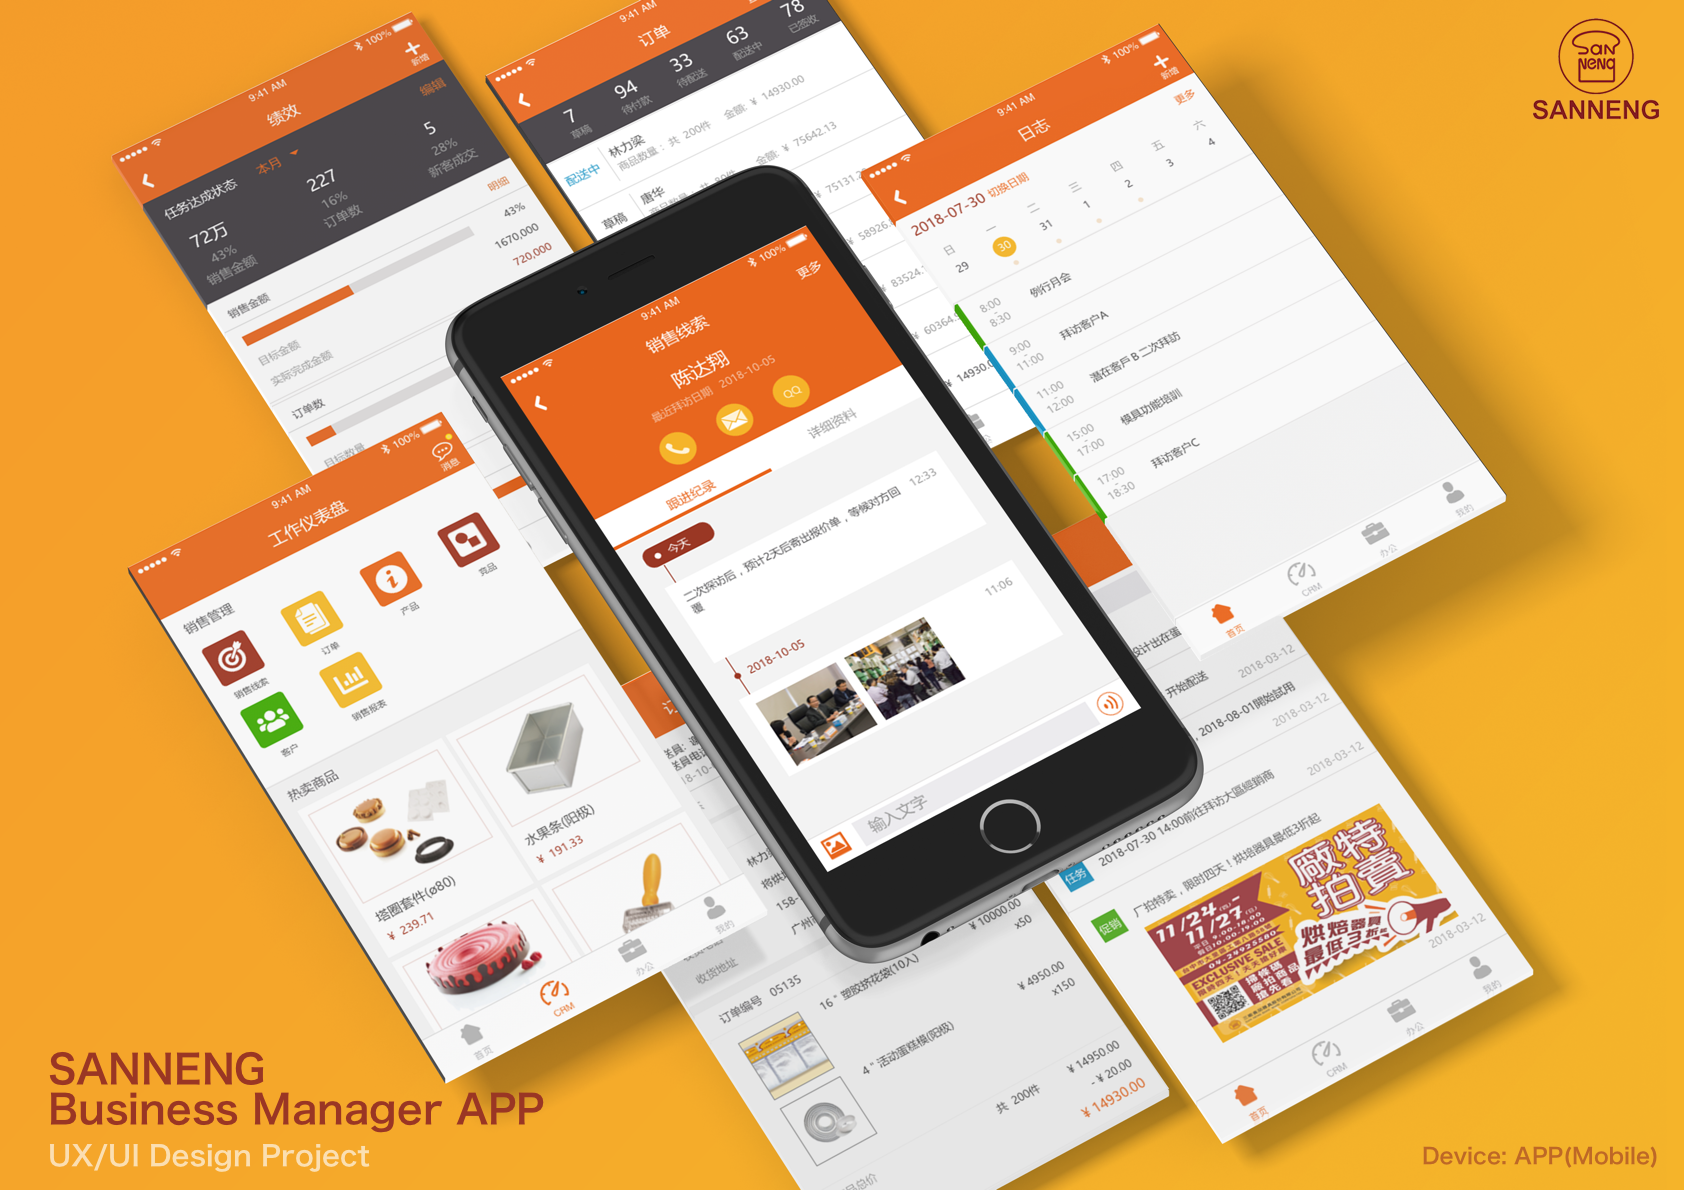 9:41 AM
100%
绩效
新增
任务达成状态
本月
编辑
72万
43%
销售金额
227
16%
订单数
5
28%
新客成交
明细
销售金额
43%
目标金额
1670,000
实际完成金额
720,000
订单数
目标数量
9:41 AM
订单
7
草稿
94
待付款
33
待配送
63
配送中
78
已签收
配送中
林力梁
商品数量: 共 200件
金额: ¥ 14930.00
草稿
唐华
金额: ¥ 75642.13
¥ 83524.
¥ 60364.
¥ 14930.0
9:41 AM
100%
日志
新增
更多
2018-07-30 切换日期
日 一 二 三 四 五 六
29 30 31 1 2 3 4
8:00
-
8:30
例行月会
9:00
-
11:00
拜访客户A
11:00
-
12:00
潜在客戶 B 二次拜訪
15:00
-
17:00
模具功能培訓
17:00
-
18:30
拜访客户C
首页
CRM
办公
我的
9:41 AM
100%
销售线索
更多
陈达翔
最近拜访日期 2018-10-05
QQ
跟进纪录
详细资料
今天
12:33
二次探访后，预计2天后寄出报价单，等候对方回
覆
11:06
2018-10-05
输入文字
9:41 AM
100%
工作仪表盘
消息
销售管理
销售线索
订单
产品
竞品
客户
销售报表
热卖商品
塔圈套件(ø80)
¥ 239.71
水果条(阳极)
¥ 191.33
首页
CRM
办公
我的
收货地址
订单编号 05135
16 " 塑胶挤花袋(10入)
¥ 10000.00
x50
4 " 活动蛋糕模(阳极)
¥ 4950.00
x150
共 200件
¥ 14950.00
- ¥ 20.00
¥ 14930.00
品总价
2018-03-12
开始配送
, 2018-08-01開始試用
2018-03-12
2018-03-12
任务
2018-07-30 14:00前往拜访大區經銷商
促销
厂拍特卖，限时四天！烘培器具最低3折起
11/24(六)-
11/27(日)
EXCLUSIVE SALE
廠拍
特賣
烘焙器具
最低3折起
2018-03-12
首页
CRM
办公
我的
SAN
NENG
SANNENG
SANNENG
Business Manager APP
UX/UI Design Project
Device: APP(Mobile)